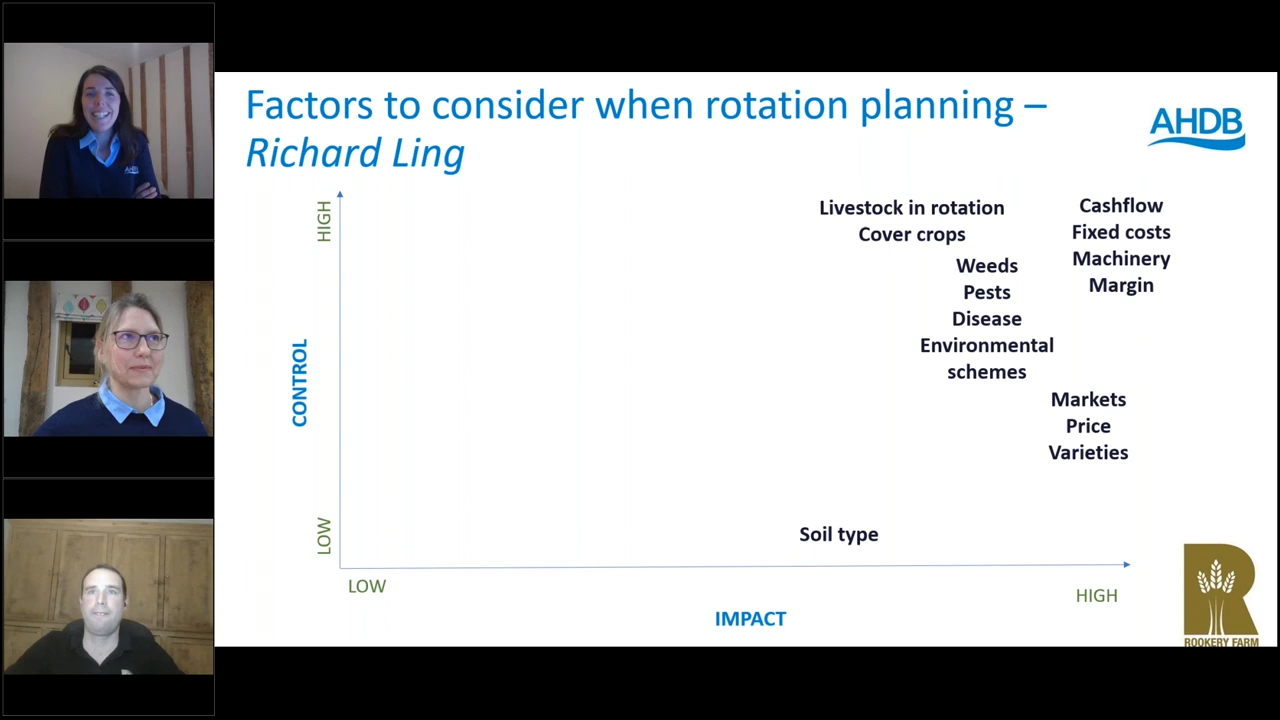 Factors to consider when rotation planning –
Richard Ling
AHDB
AHDB
HIGH
CONTROL
LOW
LOW
IMPACT
HIGH
Livestock in rotation
Cover crops
Cashflow
Fixed costs
Machinery
Margin
Weeds
Pests
Disease
Environmental
schemes
Markets
Price
Varieties
Soil type
R
ROOKERY FARM